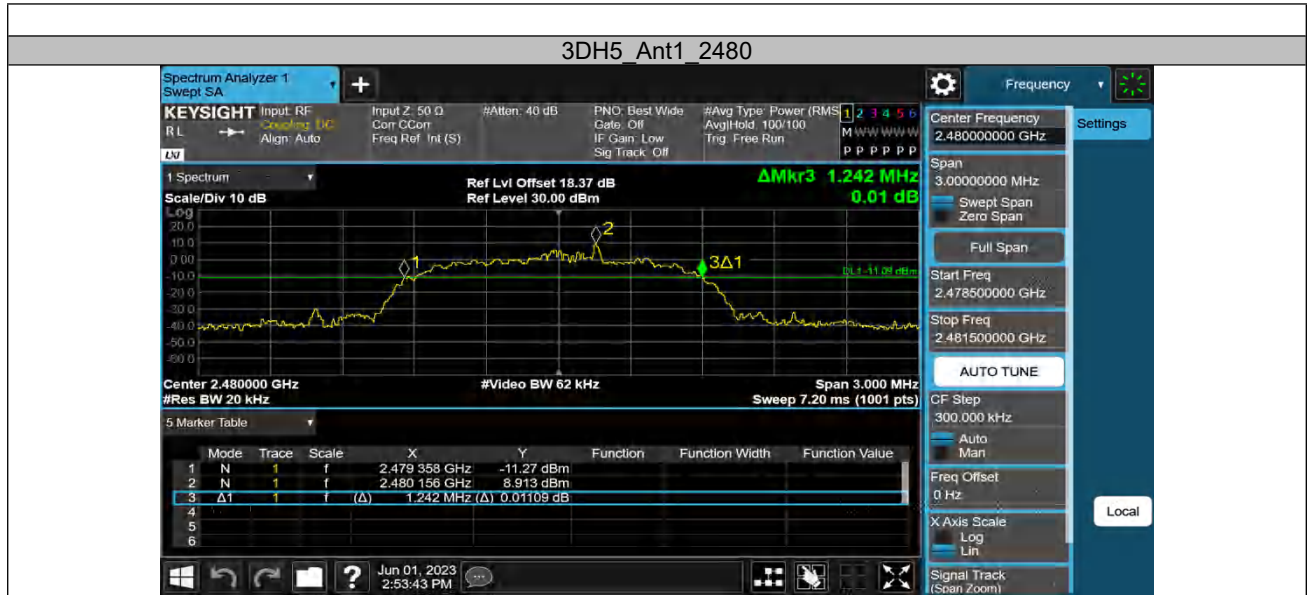 3DH5_Ant1_2480
Spectrum Analyzer 1
Swept SA
+
Frequency
KEYSIGHT Input: RF Input Z: 50 Ω #Atten: 40 dB PNO: Best Wide #Avg Type: Power (RMS) 1 2 3 4 5 6
RL Coupling: DC Corr CCorr Gate: Off Avg|Hold: 100/100 M W W W W W
Align: Auto Freq Ref: Int (S) IF Gain: Low Trig: Free Run P P P P P P
LXI Sig Track: Off
1 Spectrum
Ref Lvl Offset 18.37 dB ΔMkr3 1.242 MHz
Scale/Div 10 dB Ref Level 30.00 dBm 0.01 dB
Log
20.0
10.0
0.00
-10.0
-20.0
-30.0
-40.0
-50.0
-60.0
1
2
3Δ1
DL1 -11.09 dBm
Center 2.480000 GHz #Video BW 62 kHz Span 3.000 MHz
#Res BW 20 kHz Sweep 7.20 ms (1001 pts)
5 Marker Table
Mode Trace Scale X Y Function Function Width Function Value
1 N 1 f 2.479 358 GHz -11.27 dBm
2 N 1 f 2.480 156 GHz 8.913 dBm
3 Δ1 1 f (Δ) 1.242 MHz (Δ) 0.01109 dB
4
5
6
Center Frequency
2.480000000 GHz
Settings
Span
3.00000000 MHz
Swept Span
Zero Span
Full Span
Start Freq
2.478500000 GHz
Stop Freq
2.481500000 GHz
AUTO TUNE
CF Step
300.000 kHz
Auto
Man
Freq Offset
0 Hz
X Axis Scale
Log
Lin
Local
Signal Track
(Span Zoom)
?
Jun 01, 2023
2:53:43 PM